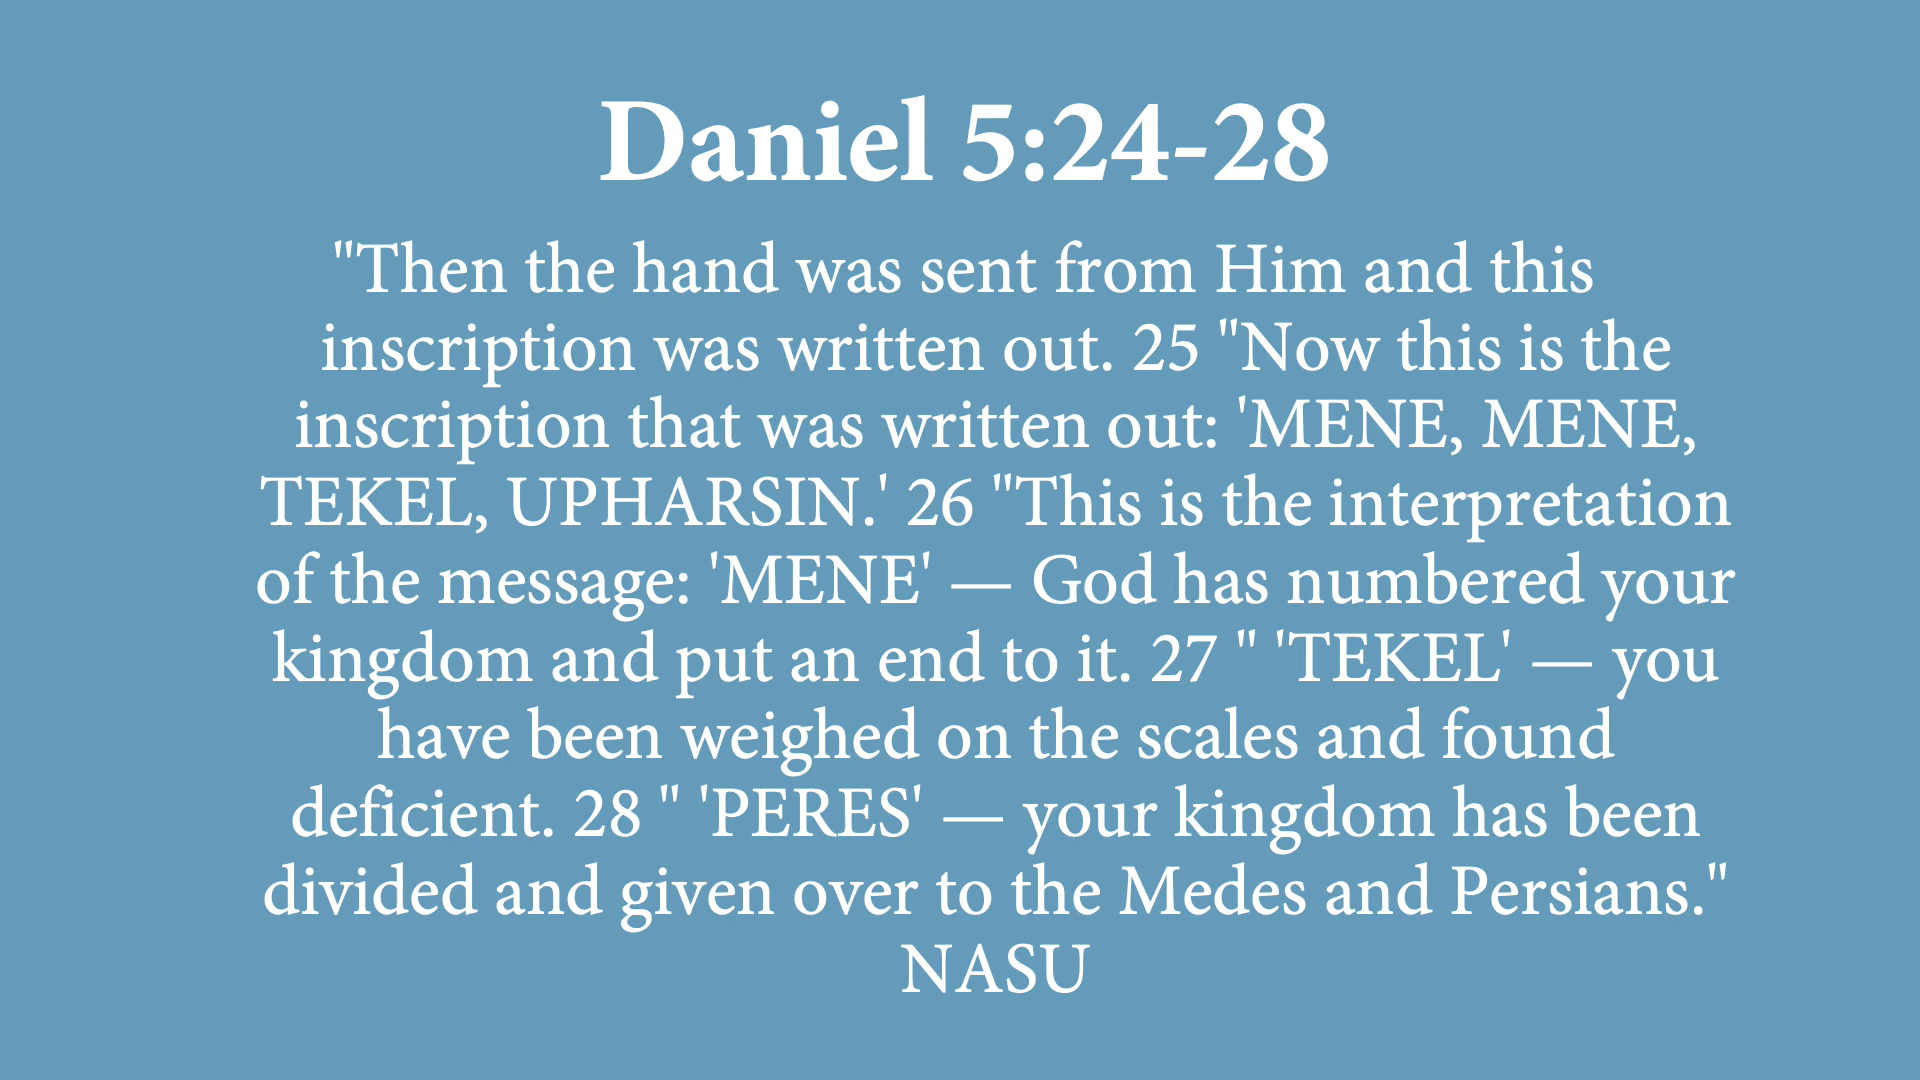 Daniel 5:24-28
"Then the hand was sent from Him and this
inscription was written out. 25 "Now this is the
inscription that was written out: 'MENE, MENE,
TEKEL, UPHARSIN.' 26 "This is the interpretation
of the message: 'MENE' — God has numbered your
kingdom and put an end to it. 27 " 'TEKEL' — you
have been weighed on the scales and found
deficient. 28 " 'PERES' — your kingdom has been
divided and given over to the Medes and Persians."
NASU